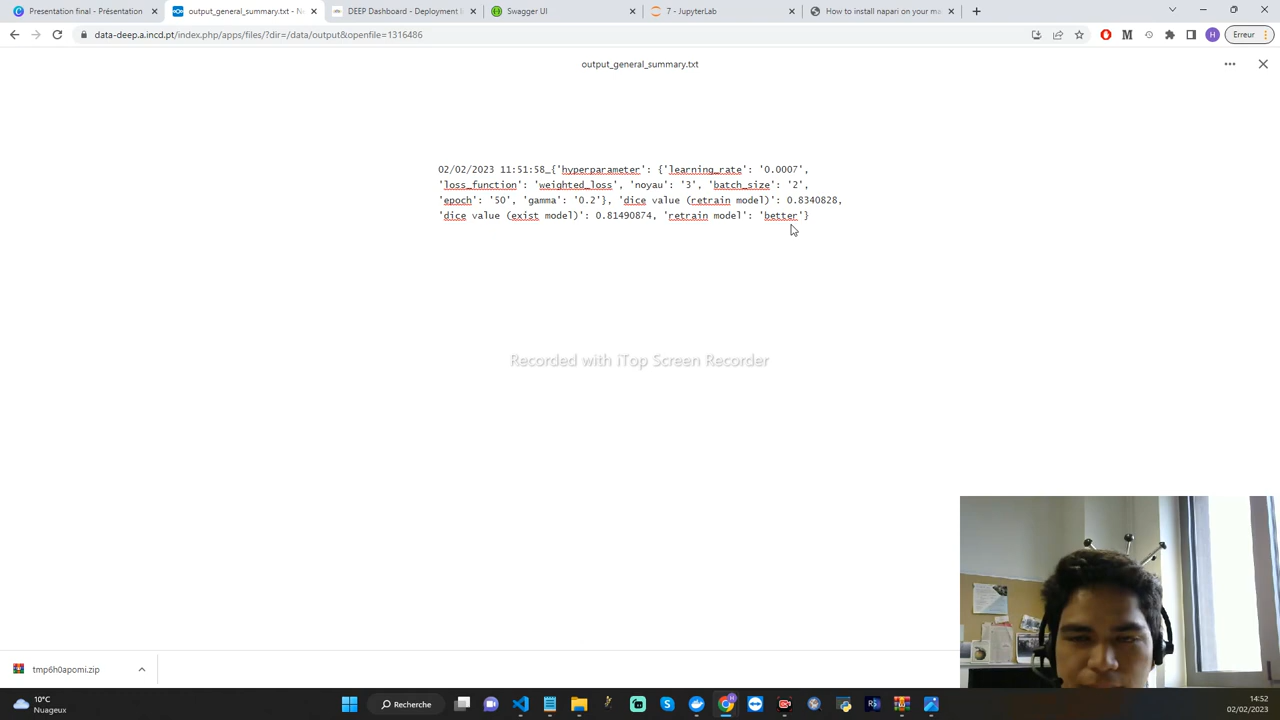 Presentation final - Présentation
output_general_summary.txt - N
DEEP Dashboard - Deployment
Swagger UI
7 - JupyterLab
How to install napari on your ma
data-deep.a.incd.pt/index.php/apps/files/?dir=/data/output&openfile=1316486
H
Erreur
output_general_summary.txt
02/02/2023 11:51:58_{'hyperparameter': {'learning_rate': '0.0007',
'loss_function': 'weighted_loss', 'noyau': '3', 'batch_size': '2',
'epoch': '50', 'gamma': '0.2'}, 'dice value (retrain model)': 0.8340828,
'dice value (exist model)': 0.81490874, 'retrain model': 'better'}
Recorded with iTop Screen Recorder
tmp6h0apomi.zip
10°C
Nuageux
Recherche
14:52
02/02/2023